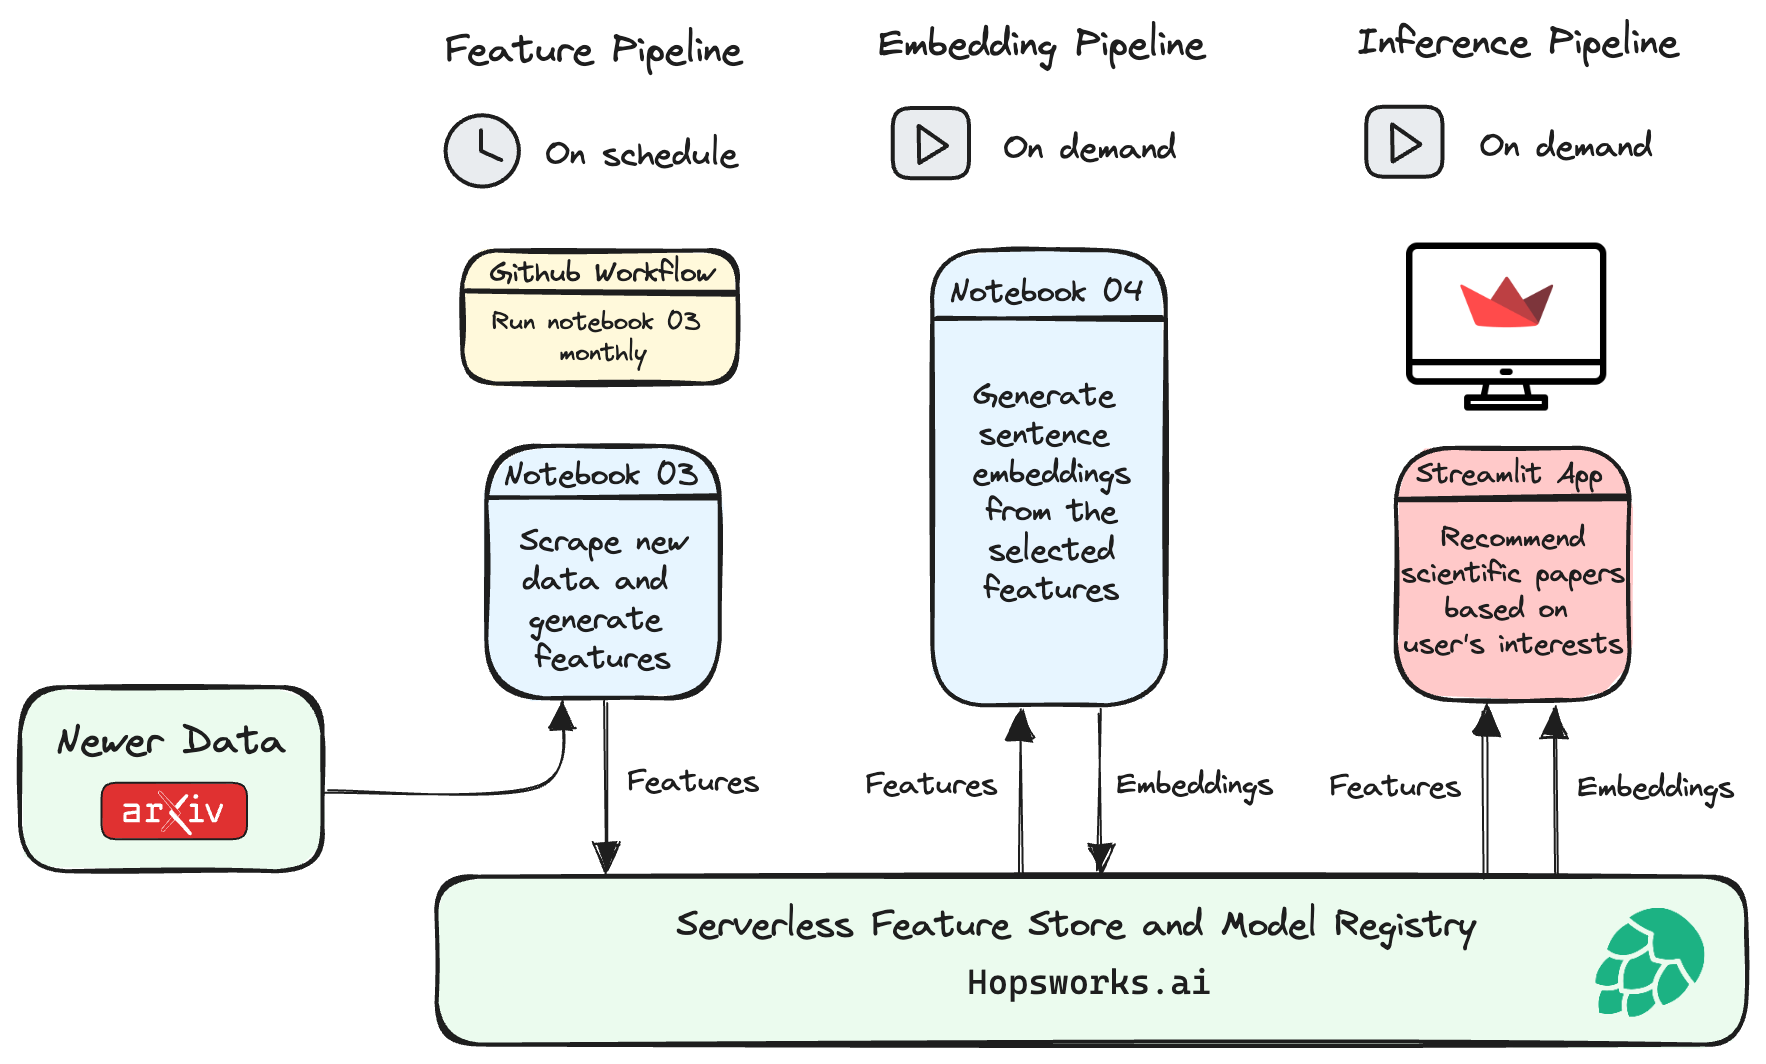 Feature Pipeline
On schedule
Github Workflow
Run notebook 03
monthly
Notebook 03
Scrape new
data and
generate
features
Newer Data
arXiv
Features
Embedding Pipeline
On demand
Notebook 04
Generate
sentence
embeddings
from the
selected
features
Features
Embeddings
Inference Pipeline
On demand
Streamlit App
Recommend
scientific papers
based on
user's interests
Features
Embeddings
Serverless Feature Store and Model Registry
Hopsworks.ai